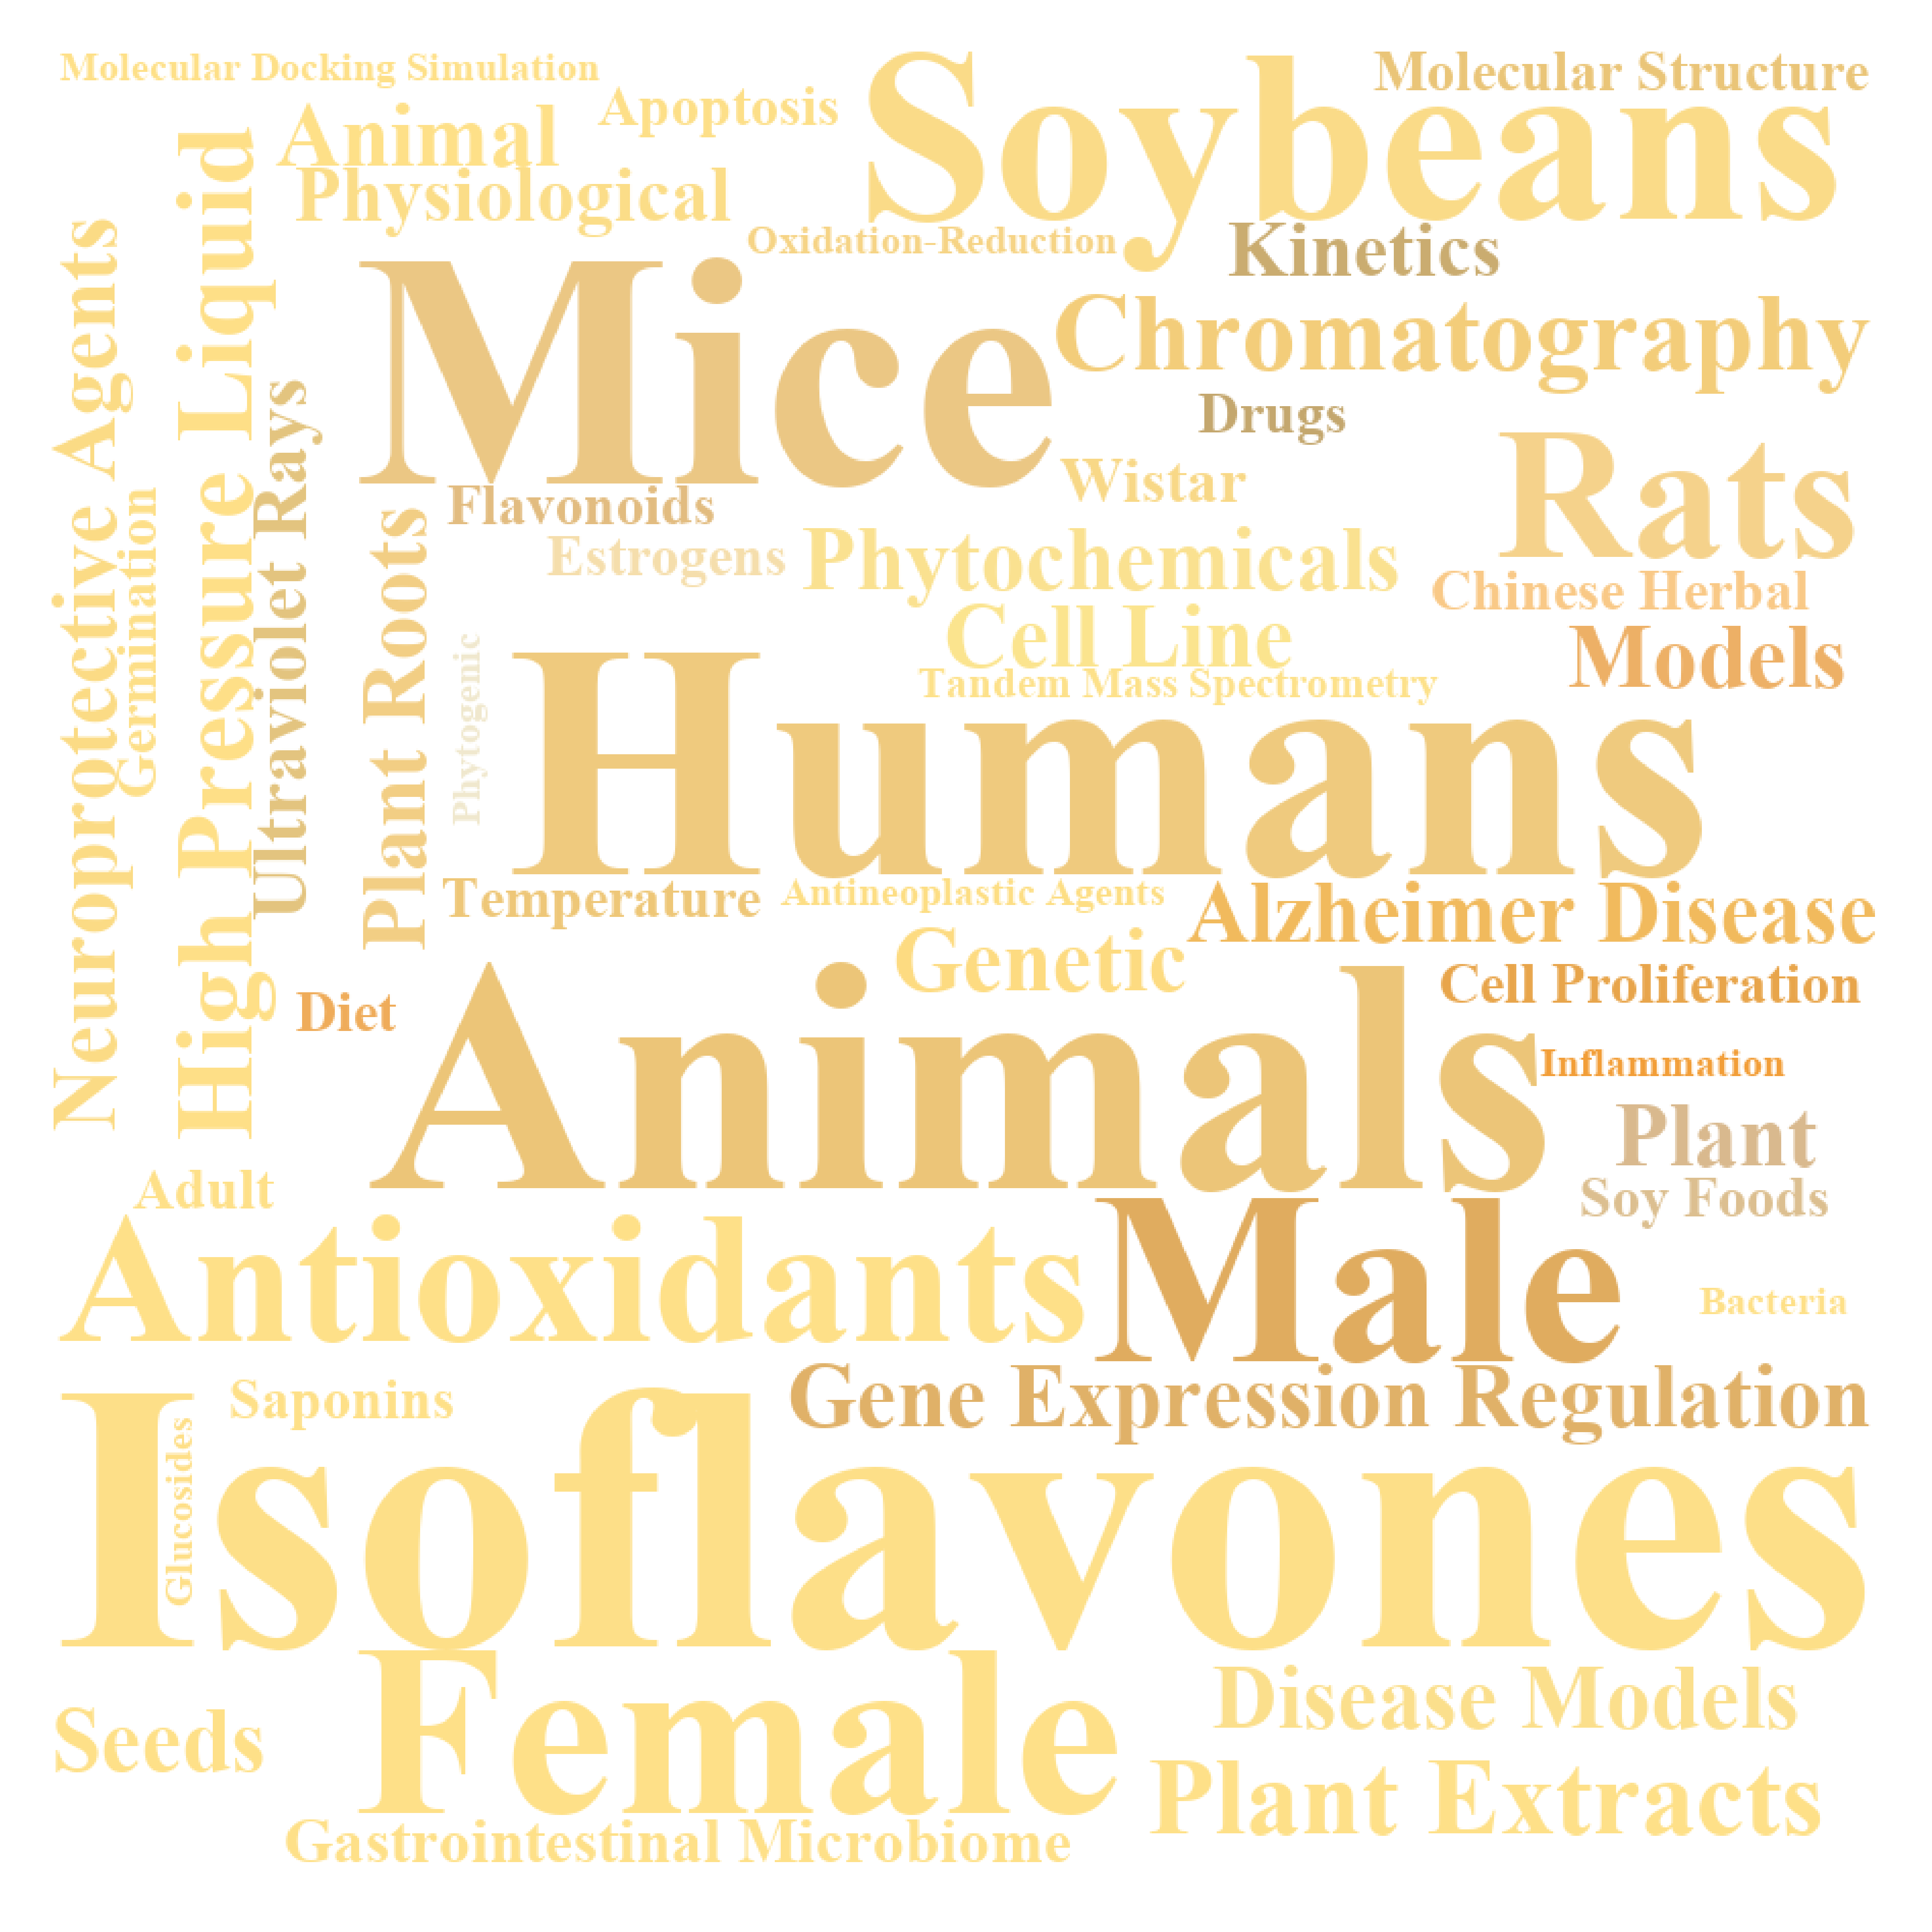 Molecular Docking Simulation
Soybeans
Molecular Structure
Apoptosis
Animal
Physiological
Oxidation-Reduction
Kinetics
Neuroprotective Agents
Germination
High Pressure Liquid
Ultraviolet Rays
Mice
Chromatography
Drugs
Rats
Wistar
Flavonoids
Estrogens
Phytochemicals
Chinese Herbal
Plant Roots
Phytogenic
Cell Line
Models
Tandem Mass Spectrometry
Humans
Temperature
Antineoplastic Agents
Alzheimer Disease
Genetic
Cell Proliferation
Diet
Animals
Inflammation
Plant
Soy Foods
Adult
Antioxidants
Male
Bacteria
Saponins
Gene Expression Regulation
Glucosides
Isoflavones
Female
Disease Models
Seeds
Plant Extracts
Gastrointestinal Microbiome